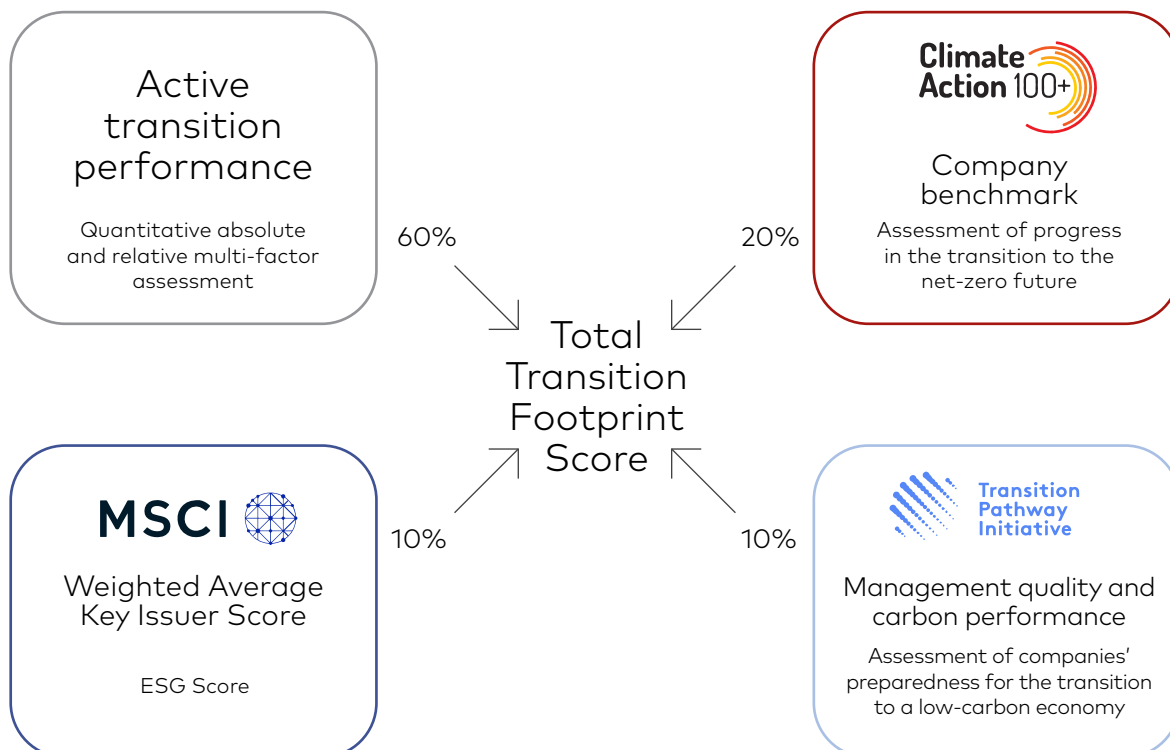 Active
transition
performance
Quantitative absolute
and relative multi-factor
assessment
60%
Climate
Action 100+
Company
benchmark
Assessment of progress
in the transition to the
net-zero future
20%
Total
Transition
Footprint
Score
MSCI
Weighted Average
Key Issuer Score
ESG Score
10%
Transition
Pathway
Initiative
Management quality and
carbon performance
Assessment of companies’
preparedness for the transition
to a low-carbon economy
10%